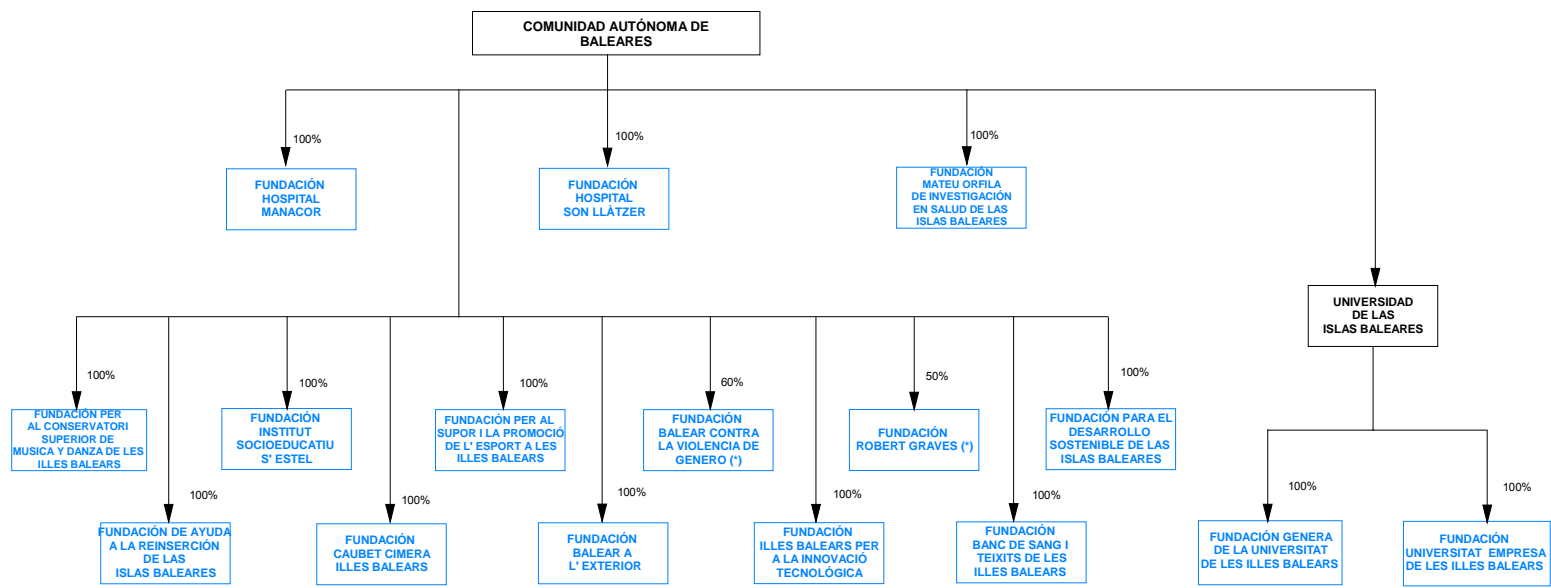 COMUNIDAD AUTÓNOMA DE
BALEARES
100%
100%
100%
FUNDACIÓN
HOSPITAL
MANACOR
FUNDACIÓN
HOSPITAL
SON LLÀTZER
FUNDACIÓN
MATEU ORFILA
DE INVESTIGACIÓN
EN SALUD DE LAS
ISLAS BALEARES
UNIVERSIDAD
DE LAS
ISLAS BALEARES
100%
100%
100%
60%
50%
100%
FUNDACIÓN PER
AL CONSERVATORI
SUPERIOR DE
MUSICA Y DANZA DE LES
ILLES BALEARS
FUNDACIÓN
INSTITUT
SOCIOEDUCATIU
S' ESTEL
FUNDACIÓN PER AL
SUPOR I LA PROMOCIÓ
DE L' ESPORT A LES
ILLES BALEARS
FUNDACIÓN
BALEAR CONTRA
LA VIOLENCIA DE
GENERO (*)
FUNDACIÓN
ROBERT GRAVES (*)
FUNDACIÓN PARA EL
DESARROLLO
SOSTENIBLE DE LAS
ISLAS BALEARES
100%
100%
100%
100%
100%
100%
100%
FUNDACIÓN DE AYUDA
A LA REINSERCIÓN
DE LAS
ISLAS BALEARES
FUNDACIÓN
CAUBET CIMERA
ILLES BALEARS
FUNDACIÓN
BALEAR A
L' EXTERIOR
FUNDACIÓN
ILLES BALEARS PER
A LA INNOVACIÓ
TECNOLÓGICA
FUNDACIÓN
BANC DE SANG I
TEIXITS DE LES
ILLES BALEARS
FUNDACIÓN GENERA
DE LA UNIVERSITAT
DE LES ILLES BALEARS
FUNDACIÓN
UNIVERSITAT EMPRESA
DE LES ILLES BALEARS